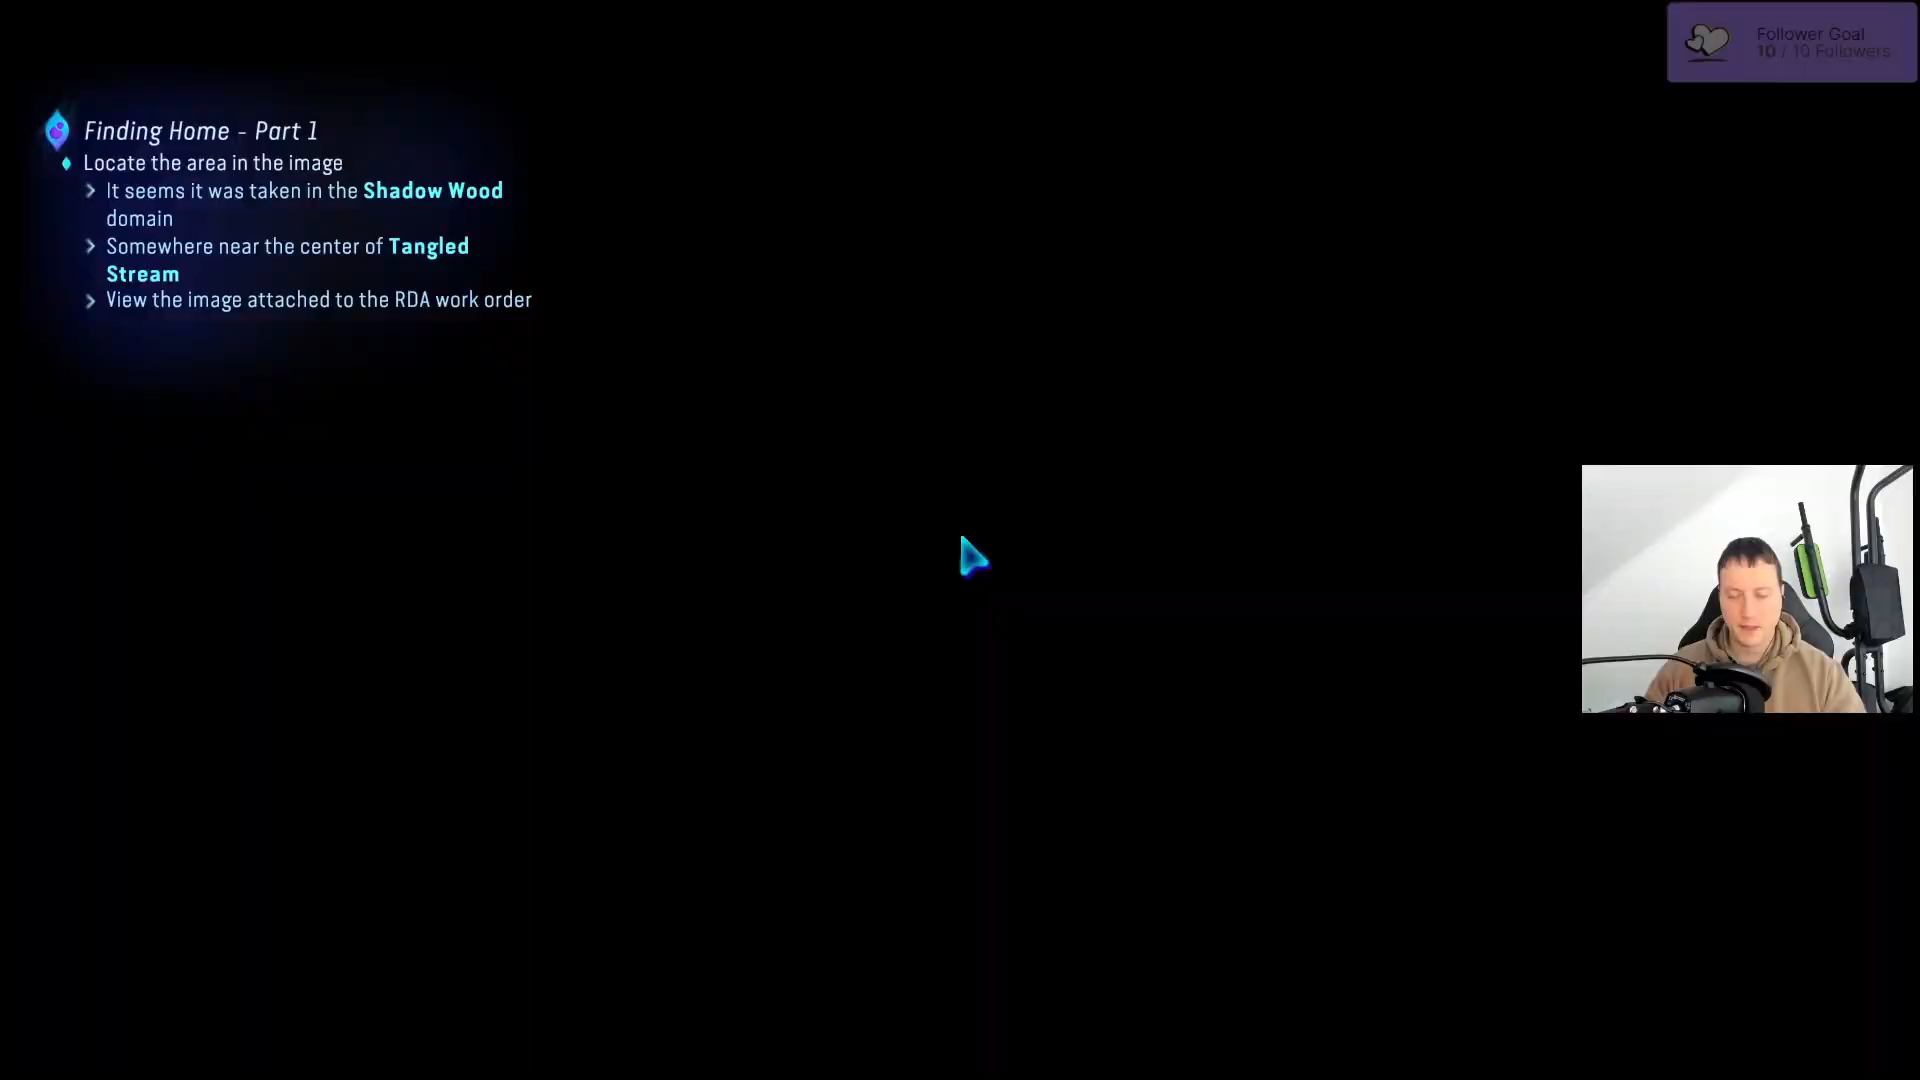 Follower Goal
10 / 10 Followers
Finding Home - Part 1
Locate the area in the image
It seems it was taken in the Shadow Wood
domain
Somewhere near the center of Tangled
Stream
View the image attached to the RDA work order